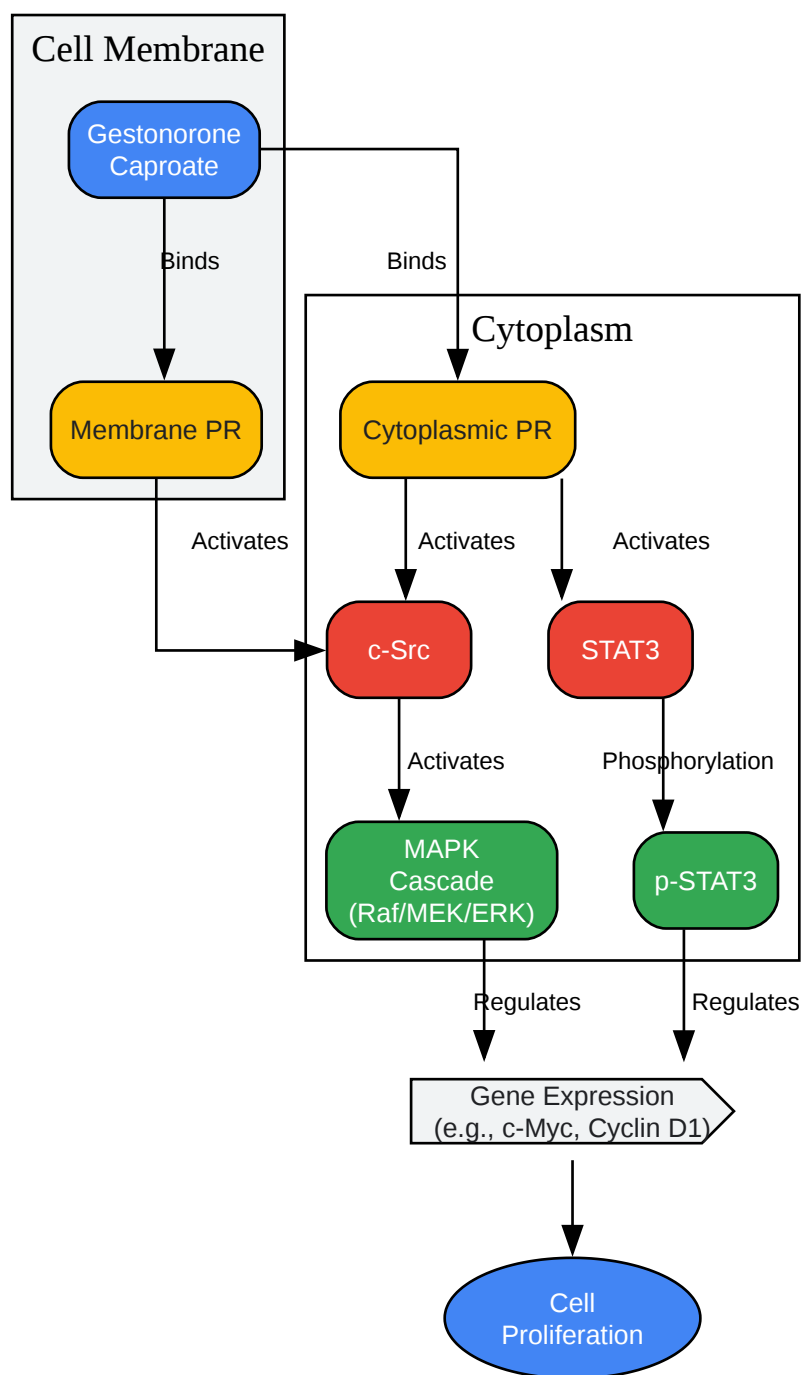 Cell Membrane
Gestonorone
Caproate
Binds
Binds
Cytoplasm
Membrane PR
Cytoplasmic PR
Activates
Activates
Activates
c-Src
STAT3
Activates
Phosphorylation
MAPK
Cascade
(Raf/MEK/ERK)
p-STAT3
Regulates
Regulates
Gene Expression
(e.g., c-Myc, Cyclin D1)
Cell
Proliferation